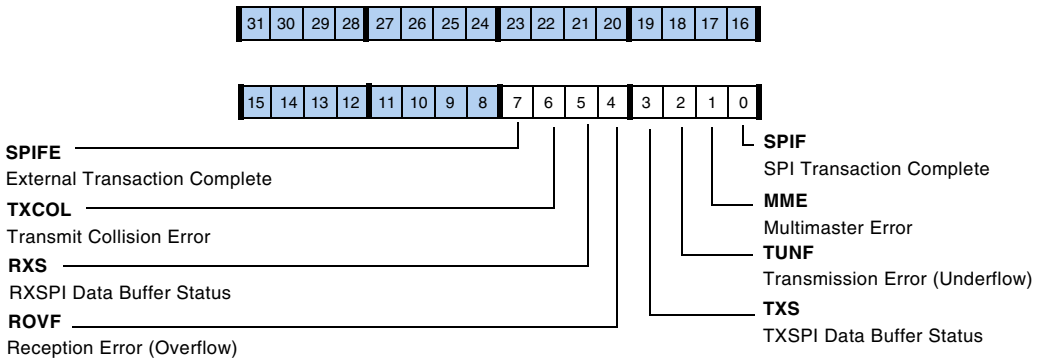 31 30 29 28 27 26 25 24 23 22 21 20 19 18 17 16
15 14 13 12 11 10 9 8 7 6 5 4 3 2 1 0
SPIFE
External Transaction Complete
TXCOL
Transmit Collision Error
RXS
RXSPI Data Buffer Status
ROVF
Reception Error (Overflow)
SPIF
SPI Transaction Complete
MME
Multimaster Error
TUNF
Transmission Error (Underflow)
TXS
TXSPI Data Buffer Status